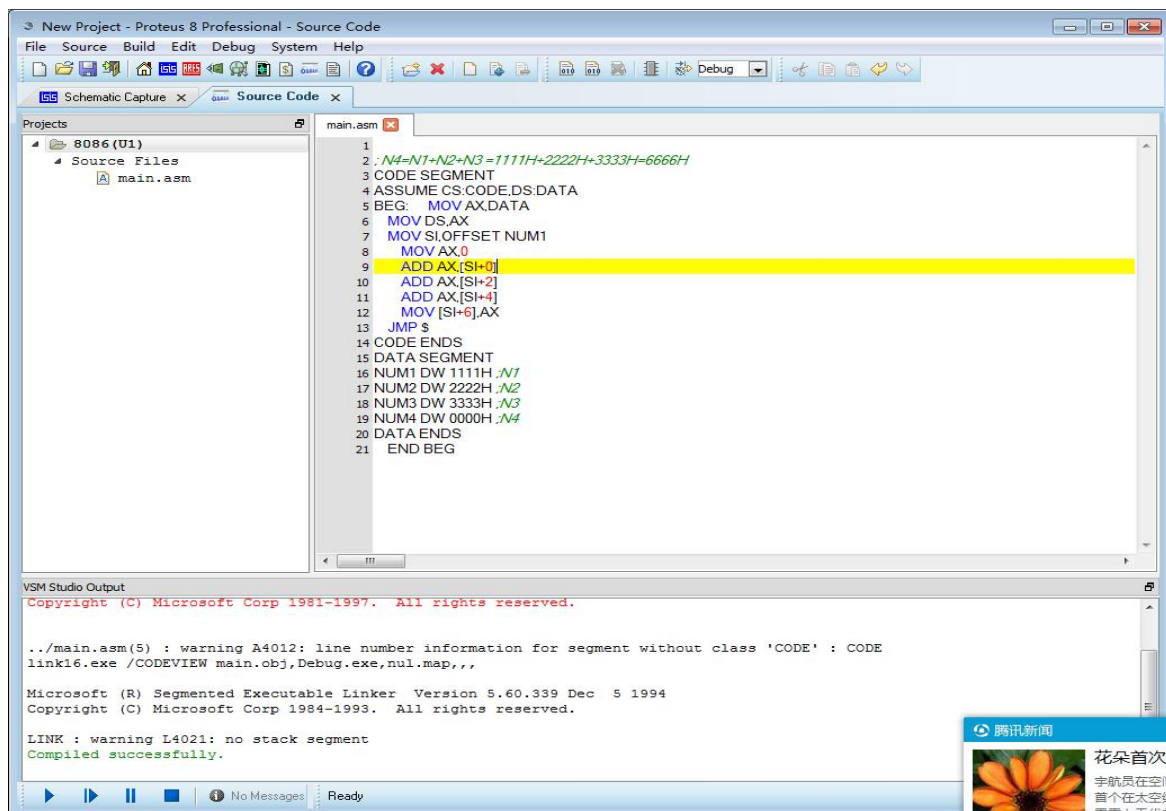 New Project - Proteus 8 Professional - Source Code
File Source Build Edit Debug System Help
Debug
Schematic Capture
Source Code
Projects
main.asm
8086(U1)
Source Files
main.asm
1
2 ; N4=N1+N2+N3 =1111H+2222H+3333H=6666H
3 CODE SEGMENT
4 ASSUME CS:CODE,DS:DATA
5 BEG: MOV AX,DATA
6 MOV DS,AX
7 MOV SI,OFFSET NUM1
8 MOV AX,0
9 ADD AX,[SI+0]
10 ADD AX,[SI+2]
11 ADD AX,[SI+4]
12 MOV [SI+6],AX
13 JMP $
14 CODE ENDS
15 DATA SEGMENT
16 NUM1 DW 1111H ;N1
17 NUM2 DW 2222H ;N2
18 NUM3 DW 3333H ;N3
19 NUM4 DW 0000H ;N4
20 DATA ENDS
21 END BEG
VSM Studio Output
Copyright (C) Microsoft Corp 1981-1997. All rights reserved.
../main.asm(5) : warning A4012: line number information for segment without class 'CODE' : CODE
link16.exe /CODEVIEW main.obj,Debug.exe,nul.map,,,
Microsoft (R) Segmented Executable Linker Version 5.60.339 Dec 5 1994
Copyright (C) Microsoft Corp 1984-1993. All rights reserved.
LINK : warning L4021: no stack segment
Compiled successfully.
腾讯新闻
花朵首次
宇航员在空
首个在太空
No Messages
Ready